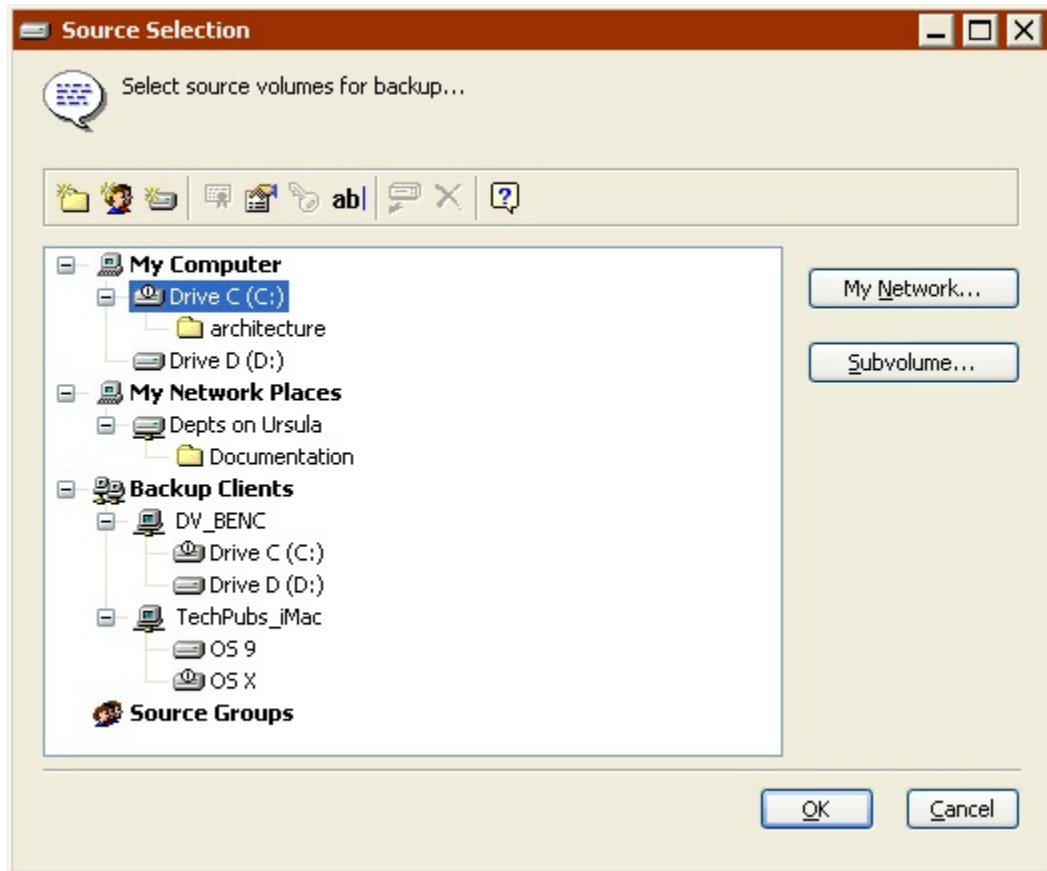 Source Selection
Select source volumes for backup...
ab|
?
My Computer
Drive C (C:)
architecture
Drive D (D:)
My Network Places
Depts on Ursula
Documentation
Backup Clients
DV_BENC
Drive C (C:)
Drive D (D:)
TechPubs_iMac
OS 9
OS X
Source Groups
My Network...
Subvolume...
OK
Cancel